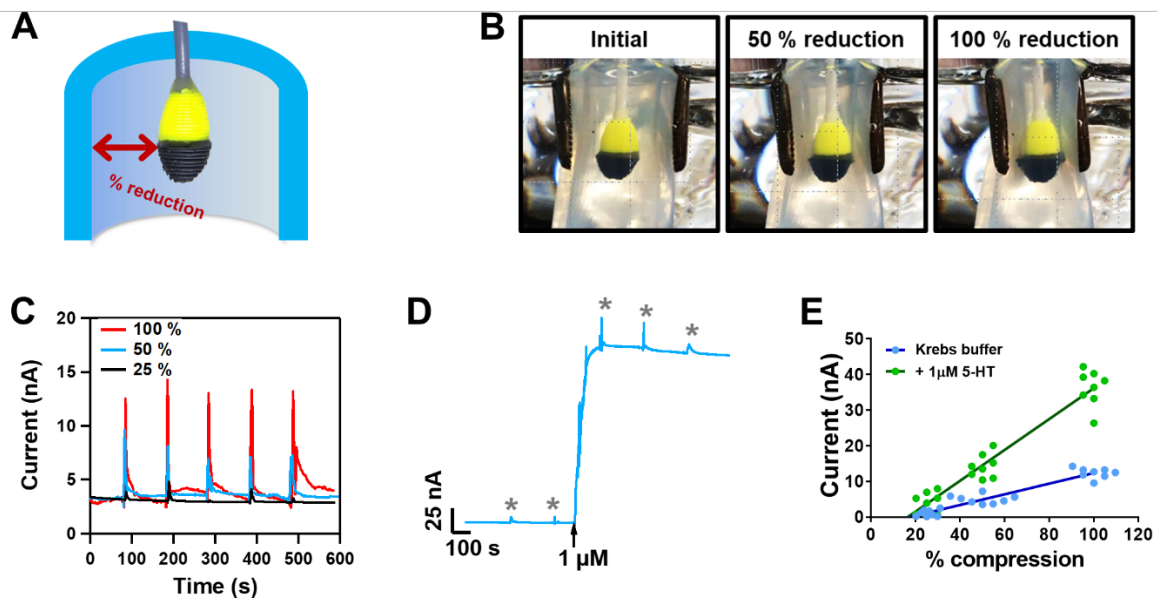 A
% reduction
B
Initial
50 % reduction
100 % reduction
C
Current (nA)
20
15
10
5
0
100 %
50 %
25 %
0 100 200 300 400 500 600
Time (s)
D
25 nA
100 s
1 µM
* * *
* *
E
Current (nA)
50
40
30
20
10
0
Krebs buffer
+ 1µM 5-HT
0 20 40 60 80 100 120
% compression